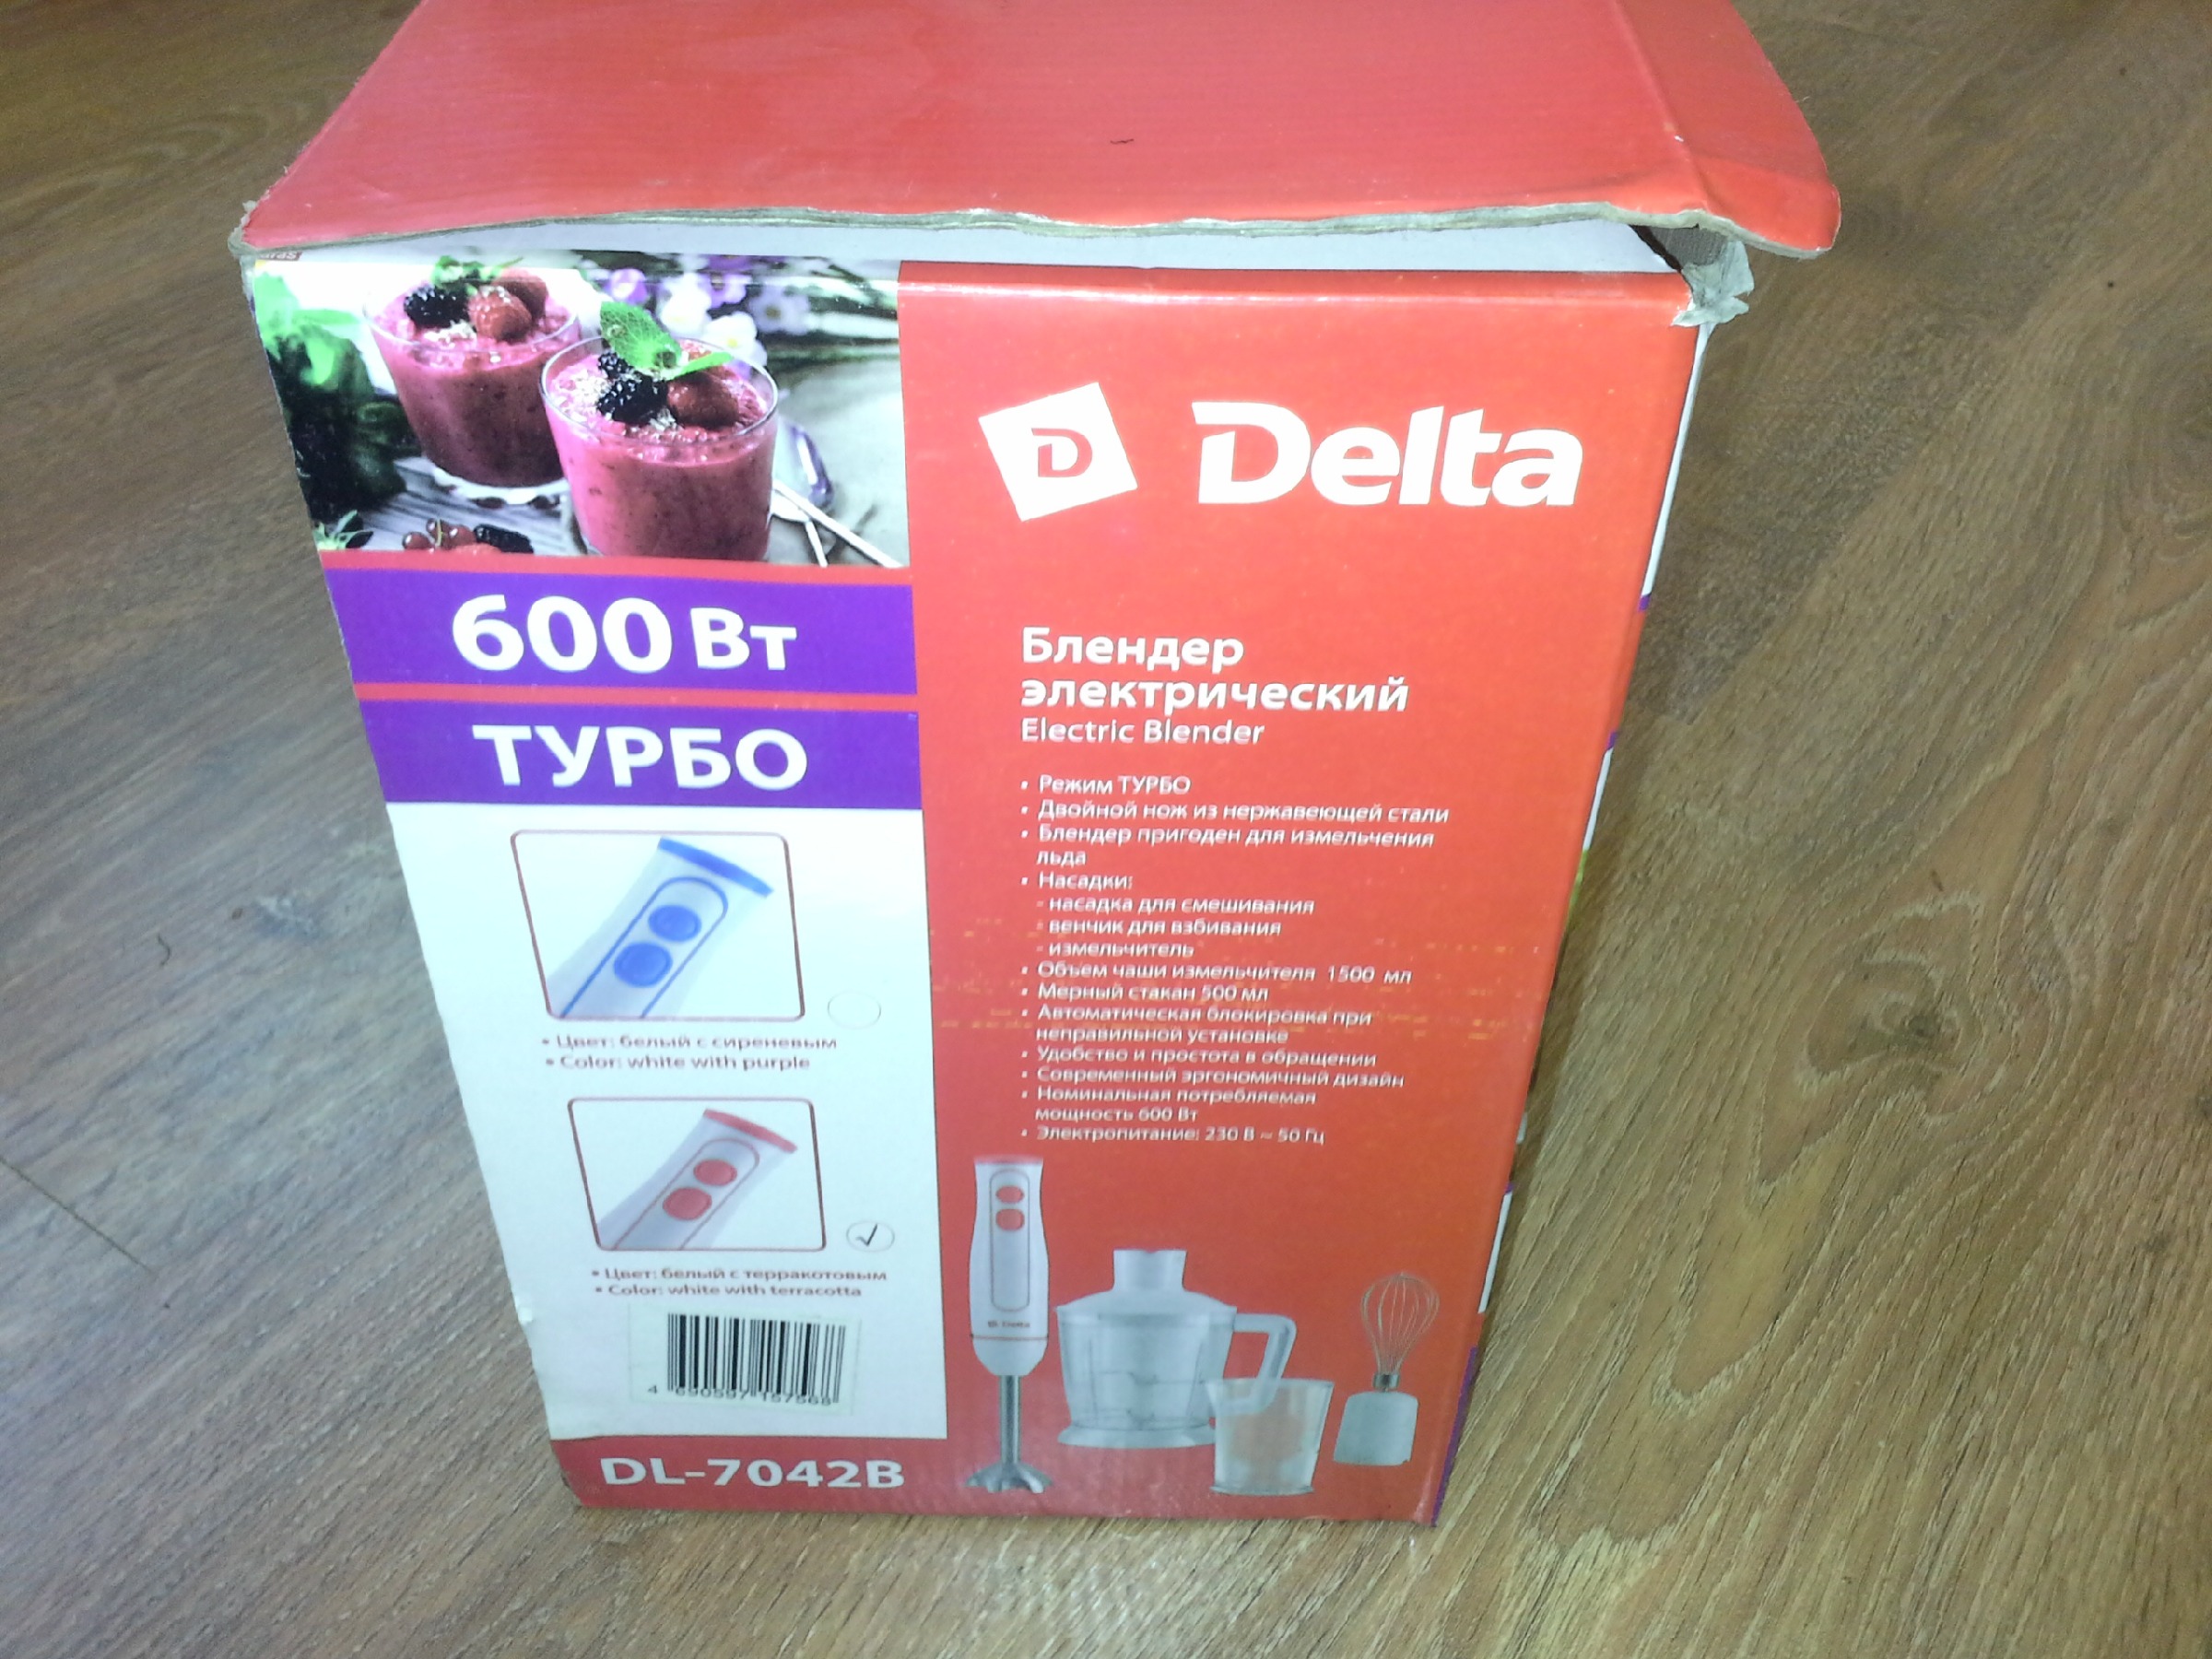 600 Вт
ТУРБО
• Цвет: белый с сиреневым
• Color: white with purple
• Цвет: белый с терракотовым
• Color: white with terracotta
4 690597 157568
DL-7042B
D Delta
Блендер
электрический
Electric Blender
• Режим ТУРБО
• Двойной нож из нержавеющей стали
• Блендер пригоден для измельчения
льда
• Насадки:
- насадка для смешивания
- венчик для взбивания
- измельчитель
• Объем чаши измельчителя 1500 мл
• Мерный стакан 500 мл
• Автоматическая блокировка при
неправильной установке
• Удобство и простота в обращении
• Современный эргономичный дизайн
• Номинальная потребляемая
мощность 600 Вт
• Электропитание: 230 В ~ 50 Гц
Delta